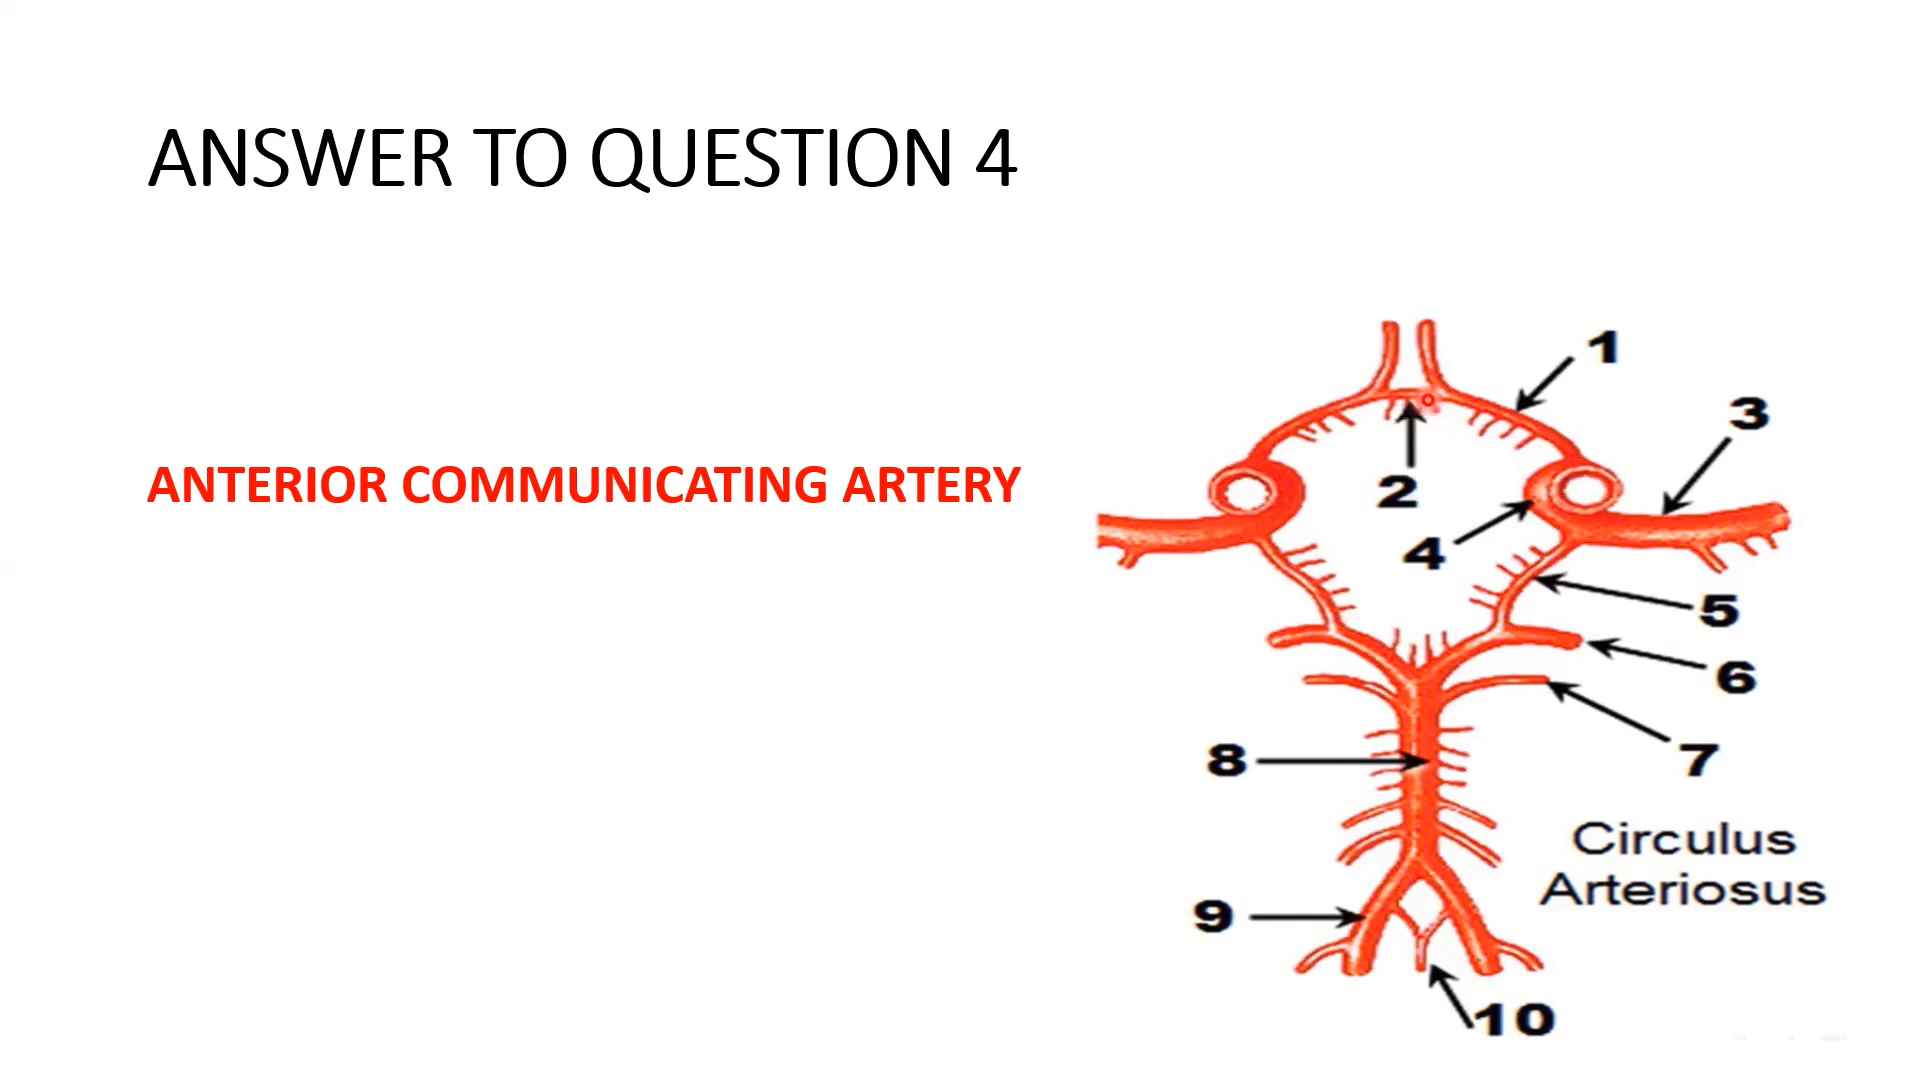 ANSWER TO QUESTION 4
ANTERIOR COMMUNICATING ARTERY
1
3
2
4
5
6
7
8
Circulus
Arteriosus
9
10